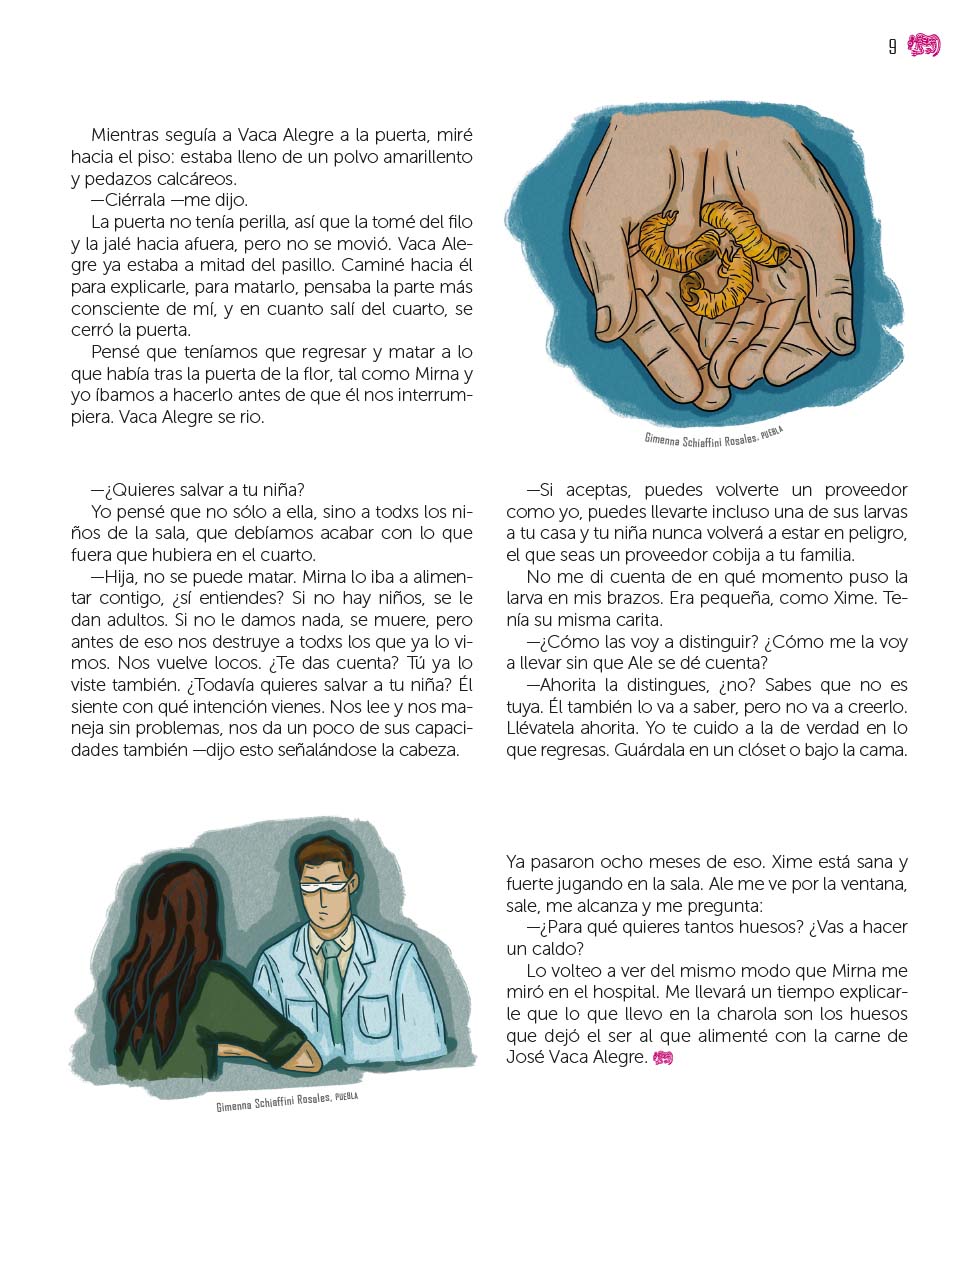 9
Mientras seguía a Vaca Alegre a la puerta, miré
hacia el piso: estaba lleno de un polvo amarillento
y pedazos calcáreos.
—Ciérrala —me dijo.
La puerta no tenía perilla, así que la tomé del filo
y la jalé hacia afuera, pero no se movió. Vaca Ale-
gre ya estaba a mitad del pasillo. Caminé hacia él
para explicarle, para matarlo, pensaba la parte más
consciente de mí, y en cuanto salí del cuarto, se
cerró la puerta.
Pensé que teníamos que regresar y matar a lo
que había tras la puerta de la flor, tal como Mirna y
yo íbamos a hacerlo antes de que él nos interrum-
piera. Vaca Alegre se rio.
Gimenna Schiaffini Rosales, PUEBLA
—¿Quieres salvar a tu niña?
Yo pensé que no sólo a ella, sino a todxs los ni-
ños de la sala, que debíamos acabar con lo que
fuera que hubiera en el cuarto.
—Hija, no se puede matar. Mirna lo iba a alimen-
tar contigo, ¿sí entiendes? Si no hay niños, se le
dan adultos. Si no le damos nada, se muere, pero
antes de eso nos destruye a todxs los que ya lo vi-
mos. Nos vuelve locos. ¿Te das cuenta? Tú ya lo
viste también. ¿Todavía quieres salvar a tu niña? Él
siente con qué intención vienes. Nos lee y nos ma-
neja sin problemas, nos da un poco de sus capaci-
dades también —dijo esto señalándose la cabeza.
—Si aceptas, puedes volverte un proveedor
como yo, puedes llevarte incluso una de sus larvas
a tu casa y tu niña nunca volverá a estar en peligro,
el que seas un proveedor cobija a tu familia.
No me di cuenta de en qué momento puso la
larva en mis brazos. Era pequeña, como Xime. Te-
nía su misma carita.
—¿Cómo las voy a distinguir? ¿Cómo me la voy
a llevar sin que Ale se dé cuenta?
—Ahorita la distingues, ¿no? Sabes que no es
tuya. Él también lo va a saber, pero no va a creerlo.
Llévatela ahorita. Yo te cuido a la de verdad en lo
que regresas. Guárdala en un clóset o bajo la cama.
Gimenna Schiaffini Rosales, PUEBLA
Ya pasaron ocho meses de eso. Xime está sana y
fuerte jugando en la sala. Ale me ve por la ventana,
sale, me alcanza y me pregunta:
—¿Para qué quieres tantos huesos? ¿Vas a hacer
un caldo?
Lo volteo a ver del mismo modo que Mirna me
miró en el hospital. Me llevará un tiempo explicar-
le que lo que llevo en la charola son los huesos
que dejó el ser al que alimenté con la carne de
José Vaca Alegre.